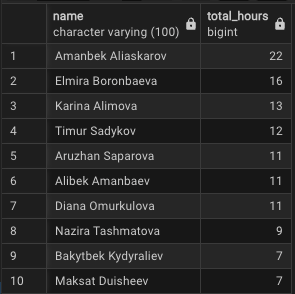 name total_hours
character varying (100) bigint
1 Amanbek Aliaskarov 22
2 Elmira Boronbaeva 16
3 Karina Alimova 13
4 Timur Sadykov 12
5 Aruzhan Saparova 11
6 Alibek Amanbaev 11
7 Diana Omurkulova 11
8 Nazira Tashmatova 9
9 Bakytbek Kydyraliev 7
10 Maksat Duisheev 7